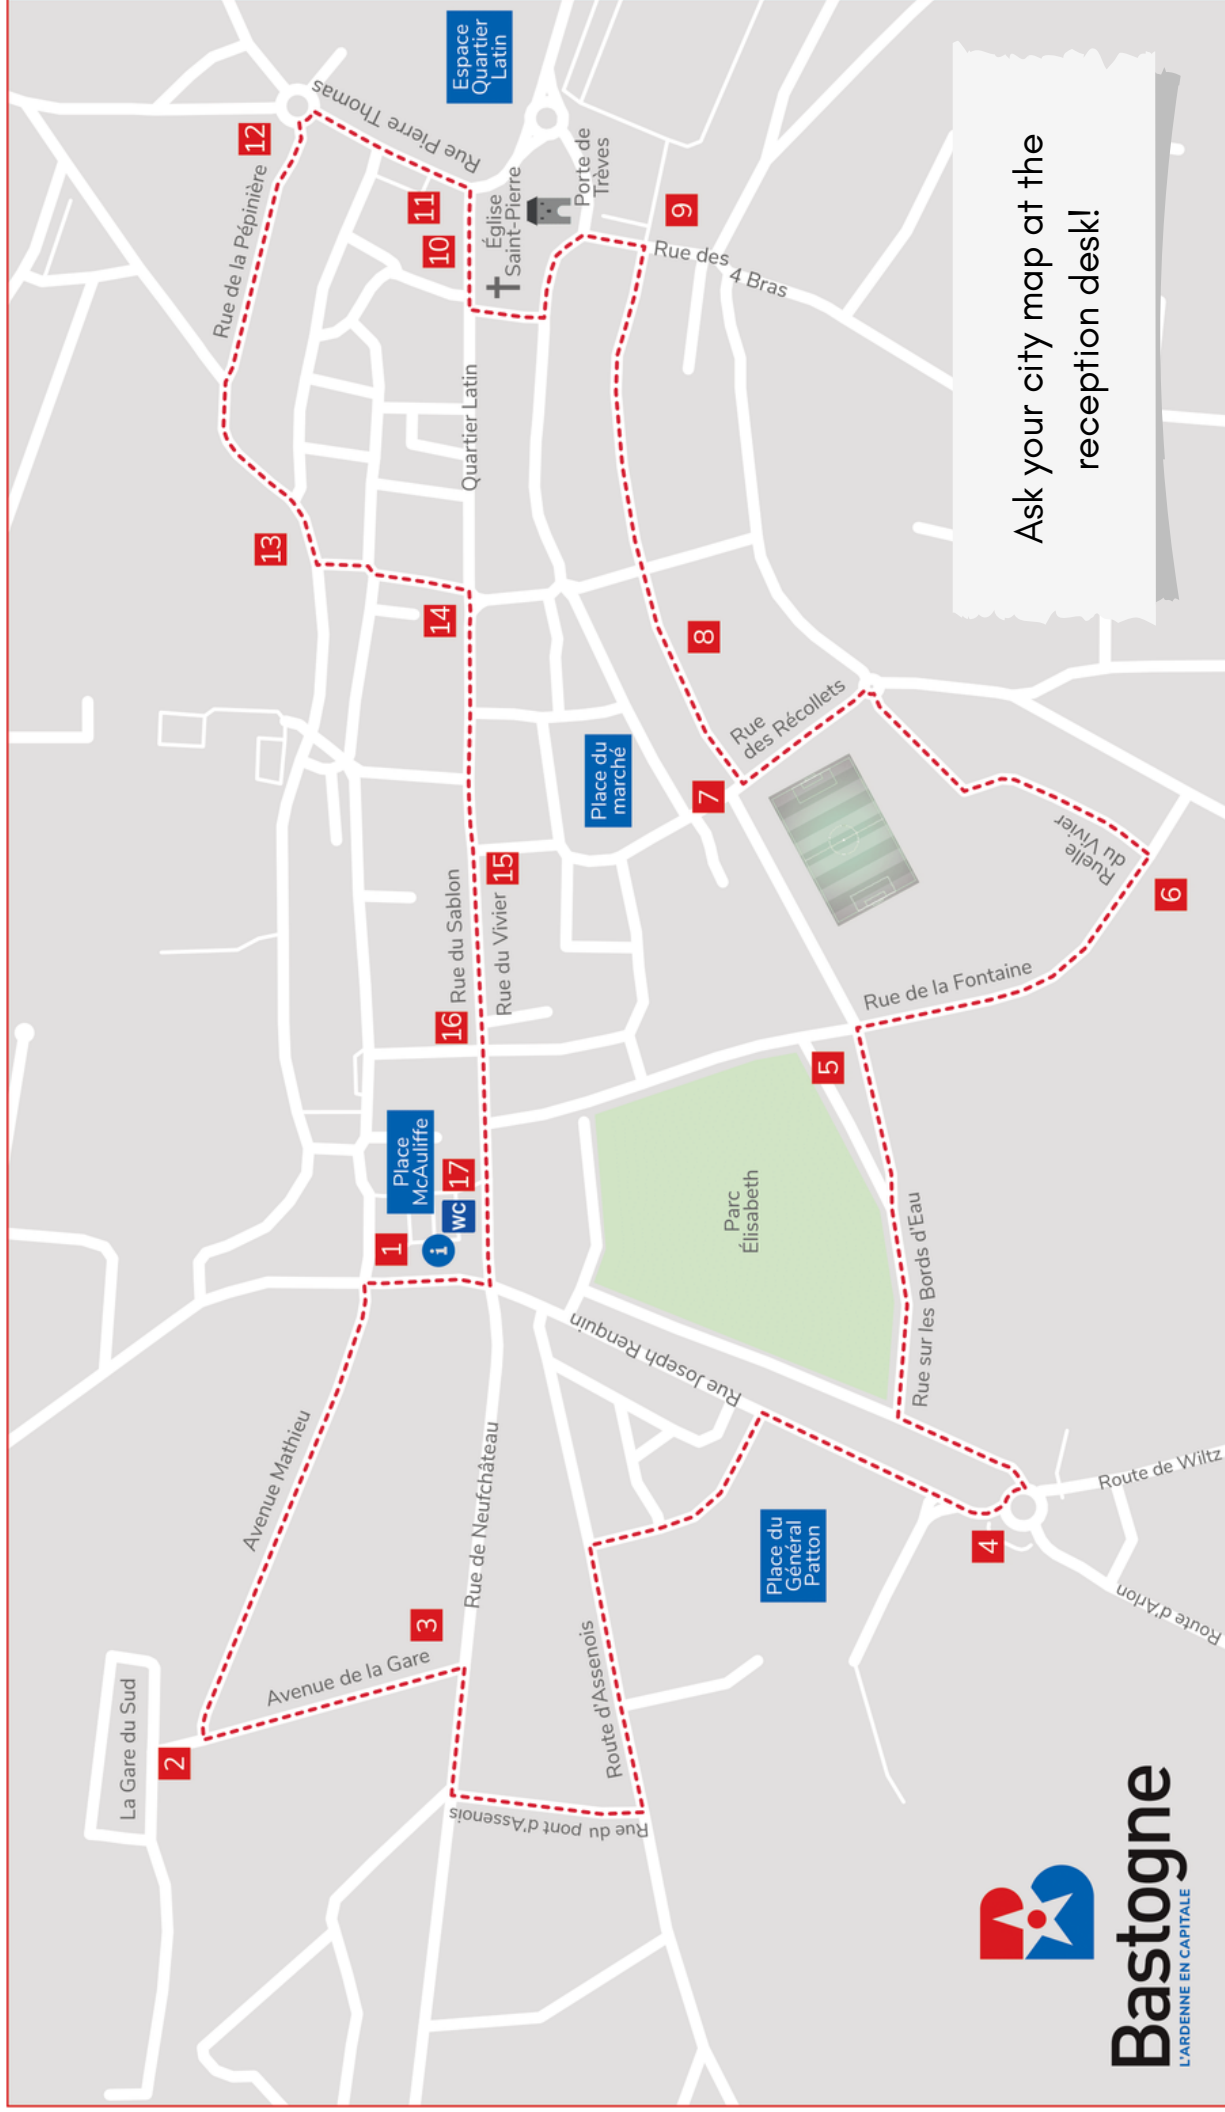 La Gare du Sud
2
Avenue de la Gare
3
Avenue Mathieu
Rue de Neufchâteau
Rue du pont d'Assenois
Route d'Assenois
Place du
Général
Patton
4
Route d'Arlon
Route de Wiltz
Rue Joseph Renquin
Rue sur les Bords d'Eau
Parc
Élisabeth
1
i
WC
Place
McAuliffe
17
16
Rue du Sablon
Rue du Vivier
15
5
Rue de la Fontaine
6
Ruelle
du Vivier
Place du
marché
7
Rue
des Récollets
8
14
13
Quartier Latin
Rue de la Pépinière
12
Rue Pierre Thomas
11
10
Église
Saint-Pierre
Porte de
Trèves
9
Rue des
4 Bras
Espace
Quartier
Latin
Ask your city map at the
reception desk!
Bastogne
L'ARDENNE EN CAPITALE